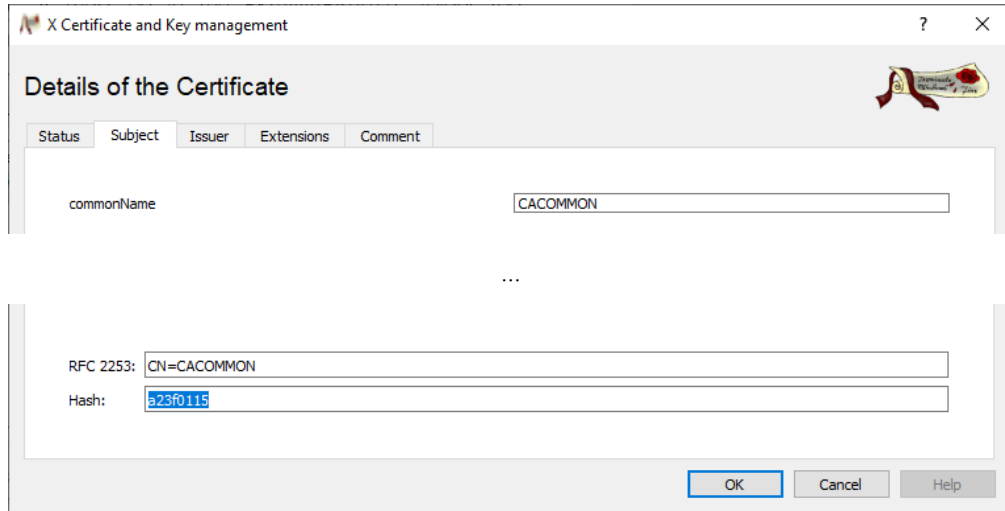 X Certificate and Key management ? ×
Details of the Certificate
Status Subject Issuer Extensions Comment
commonName CACOMMON
...
RFC 2253: CN=CACOMMON
Hash: a23f0115
OK Cancel Help